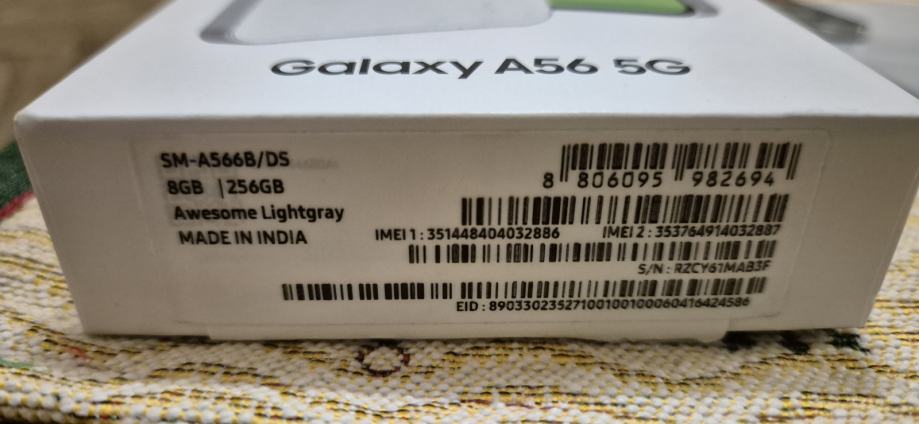 Galaxy A56 5G
SM-A566B/DS
8GB | 256GB
Awesome Lightgray
MADE IN INDIA
8 806095 982694
IMEI 1 : 351448404032886
IMEI 2 : 353764914032887
S/N : RZCY61MAB3F
EID : 89033023527100100100060416424586